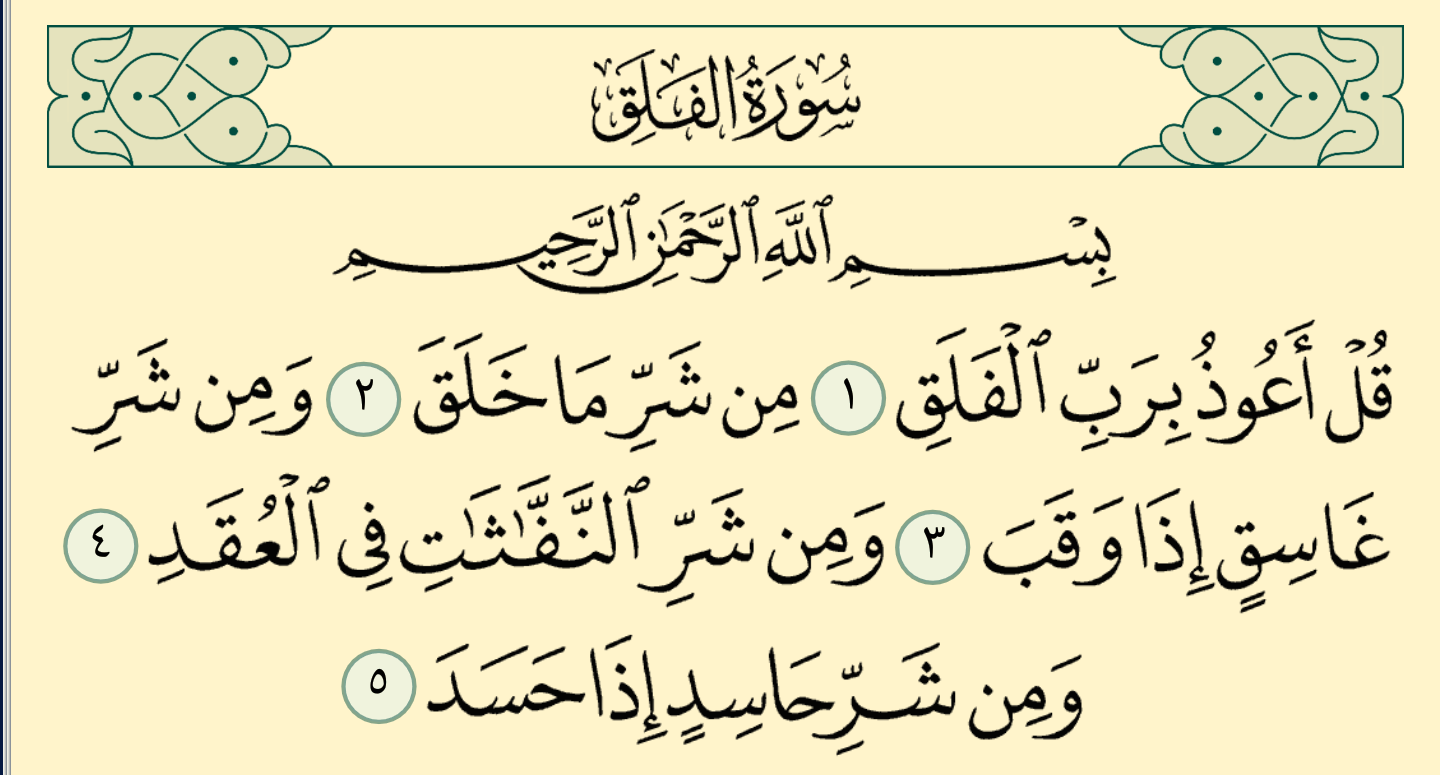 سُورَةُ الفَلَقِ
بِسۡمِ ٱللَّهِ ٱلرَّحۡمَٰنِ ٱلرَّحِيمِ
قُلۡ أَعُوذُ بِرَبِّ ٱلۡفَلَقِ ١ مِن شَرِّ مَا خَلَقَ ٢ وَمِن شَرِّ
غَاسِقٍ إِذَا وَقَبَ ٣ وَمِن شَرِّ ٱلنَّفَّٰثَٰتِ فِي ٱلۡعُقَدِ ٤
وَمِن شَرِّ حَاسِدٍ إِذَا حَسَدَ ٥